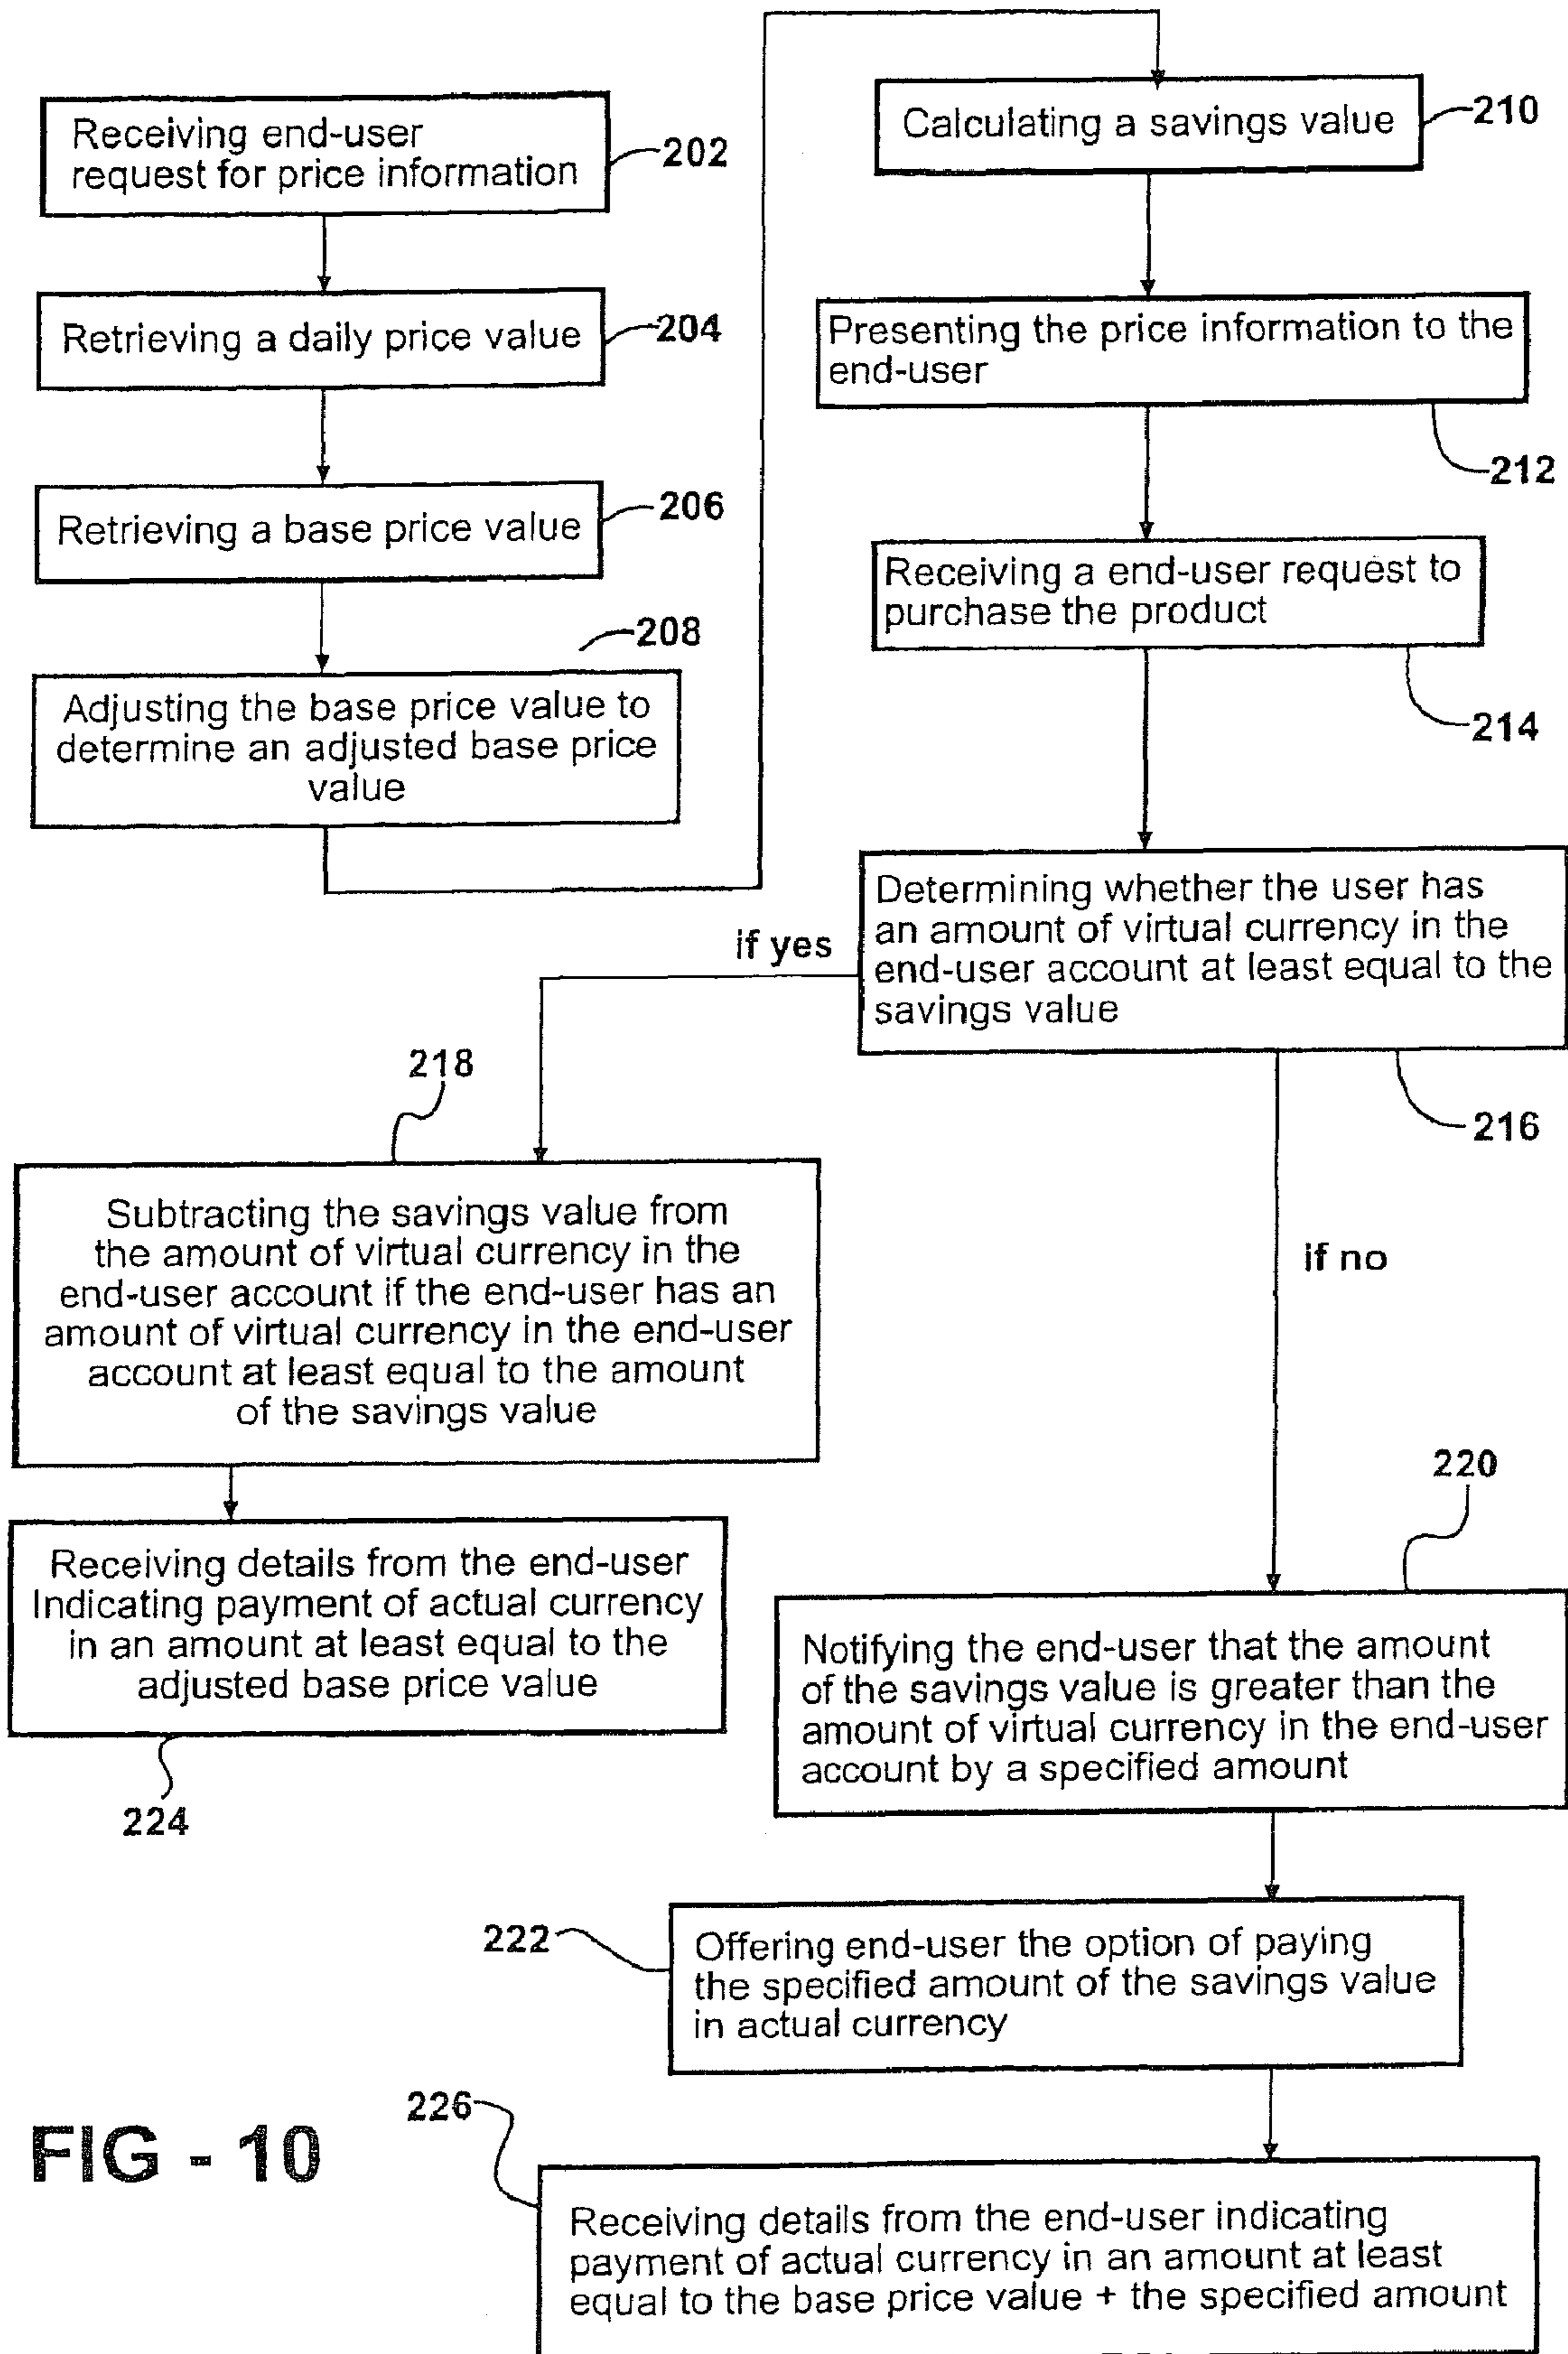 Receiving end-user
request for price information
202
Retrieving a daily price value
204
Retrieving a base price value
206
208
Adjusting the base price value to
determine an adjusted base price
value
Calculating a savings value
210
Presenting the price information to the
end-user
212
Receiving a end-user request to
purchase the product
214
Determining whether the user has
an amount of virtual currency in the
end-user account at least equal to the
savings value
216
if yes
218
Subtracting the savings value from
the amount of virtual currency in the
end-user account if the end-user has an
amount of virtual currency in the end-user
account at least equal to the amount
of the savings value
Receiving details from the end-user
Indicating payment of actual currency
in an amount at least equal to the
adjusted base price value
224
if no
220
Notifying the end-user that the amount
of the savings value is greater than the
amount of virtual currency in the end-user
account by a specified amount
222
Offering end-user the option of paying
the specified amount of the savings value
in actual currency
226
Receiving details from the end-user indicating
payment of actual currency in an amount at least
equal to the base price value + the specified amount
FIG - 10